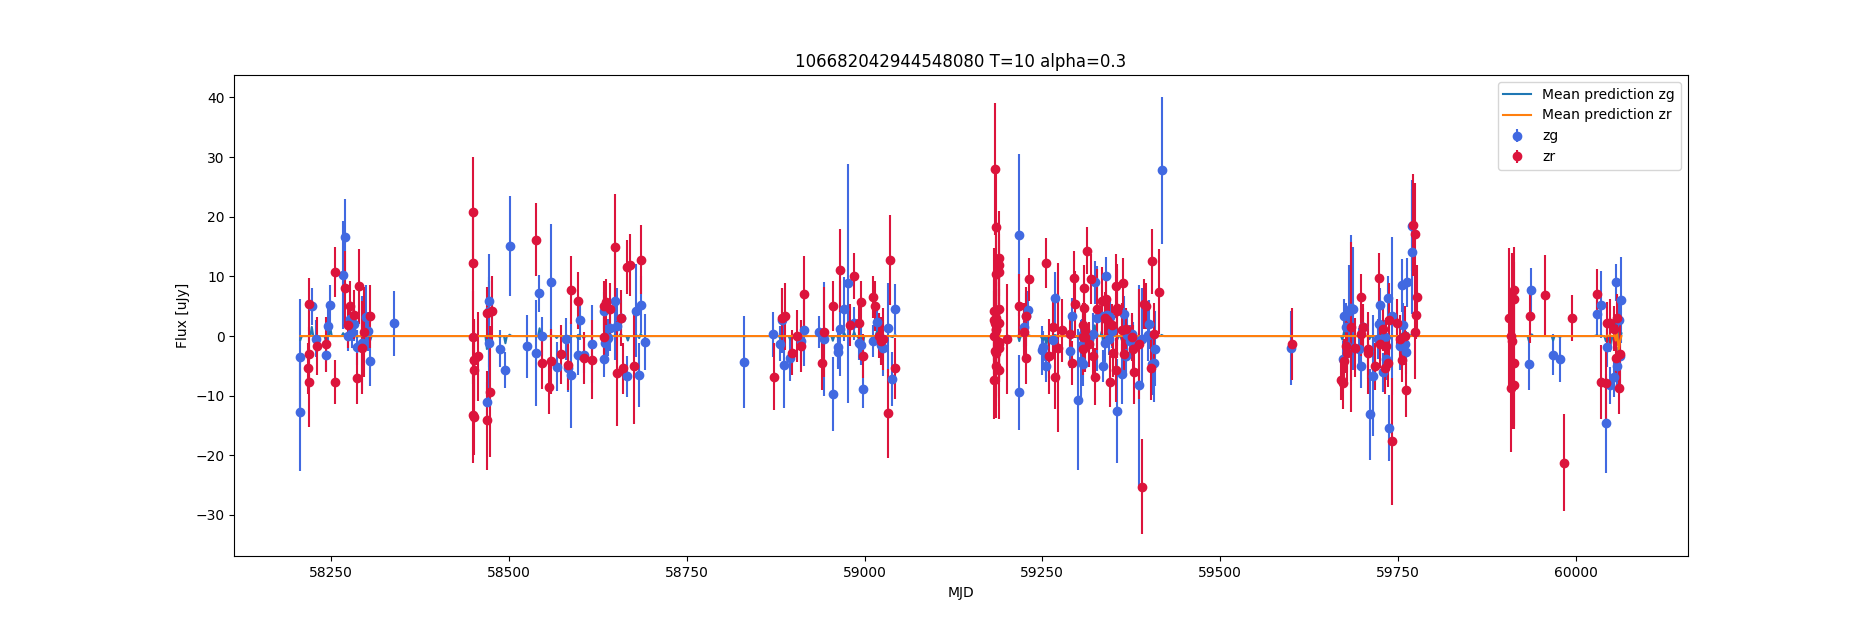 106682042944548080 T=10 alpha=0.3
Mean prediction zg
Mean prediction zr
zg
zr
Flux [uJy]
40
30
20
10
0
−10
−20
−30
58250 58500 58750 59000 59250 59500 59750 60000
MJD